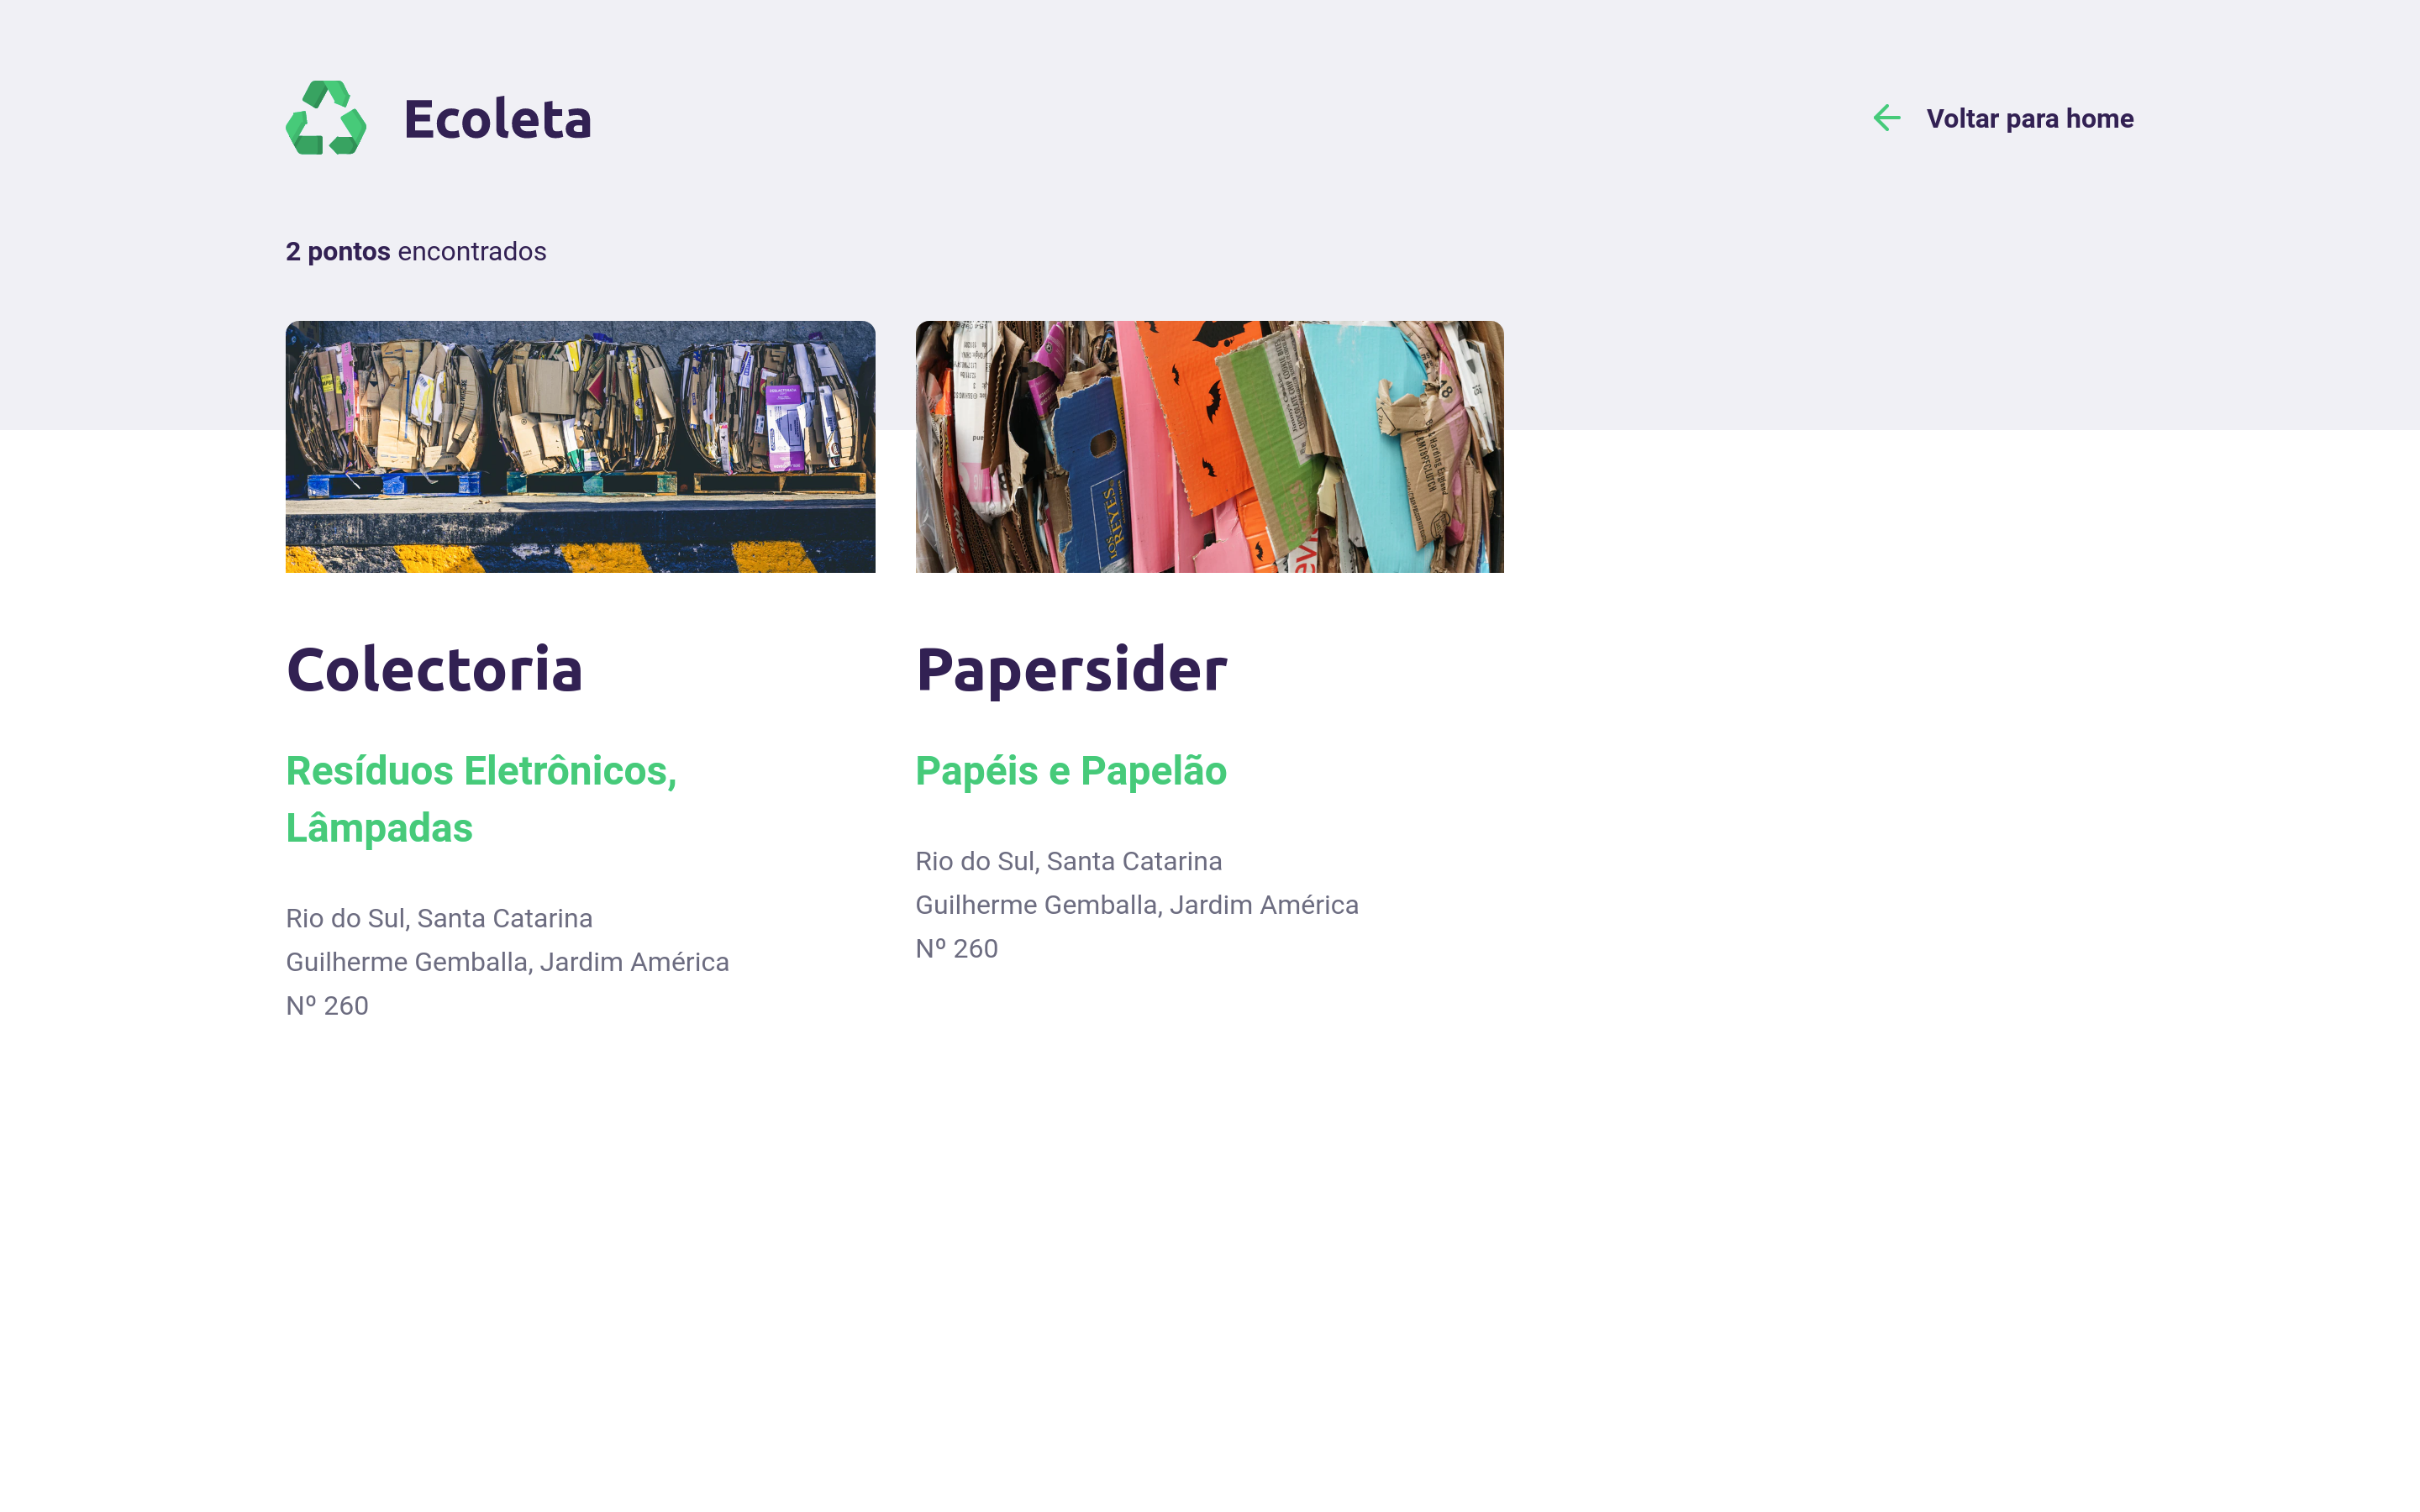 Ecoleta
Voltar para home
2 pontos encontrados
Colectoria
Resíduos Eletrônicos,
Lâmpadas
Rio do Sul, Santa Catarina
Guilherme Gemballa, Jardim América
Nº 260
Papersider
Papéis e Papelão
Rio do Sul, Santa Catarina
Guilherme Gemballa, Jardim América
Nº 260